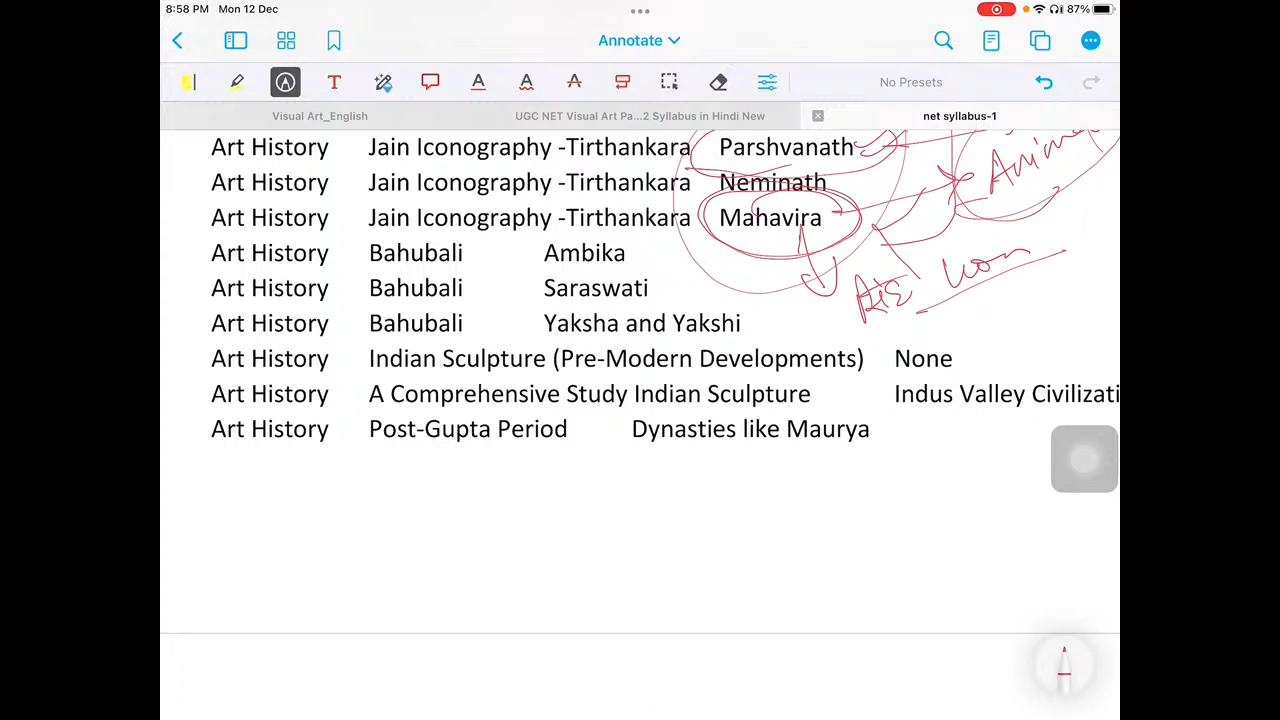 8:58 PM Mon 12 Dec
87%
Annotate
No Presets
Visual Art_English
UGC NET Visual Art Pa...2 Syllabus in Hindi New
net syllabus-1
Art History Jain Iconography -Tirthankara Parshvanath
Art History Jain Iconography -Tirthankara Neminath
Art History Jain Iconography -Tirthankara Mahavira
Art History Bahubali Ambika
Art History Bahubali Saraswati
Art History Bahubali Yaksha and Yakshi
Art History Indian Sculpture (Pre-Modern Developments) None
Art History A Comprehensive Study Indian Sculpture Indus Valley Civilizati
Art History Post-Gupta Period Dynasties like Maurya